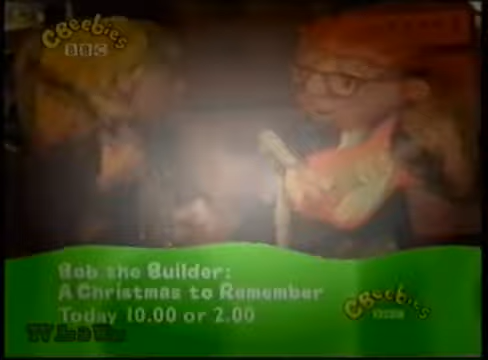 CBeebies
BBC
Bob the Builder:
A Christmas to Remember
Today 10.00 or 2.00
CBeebies
BBC